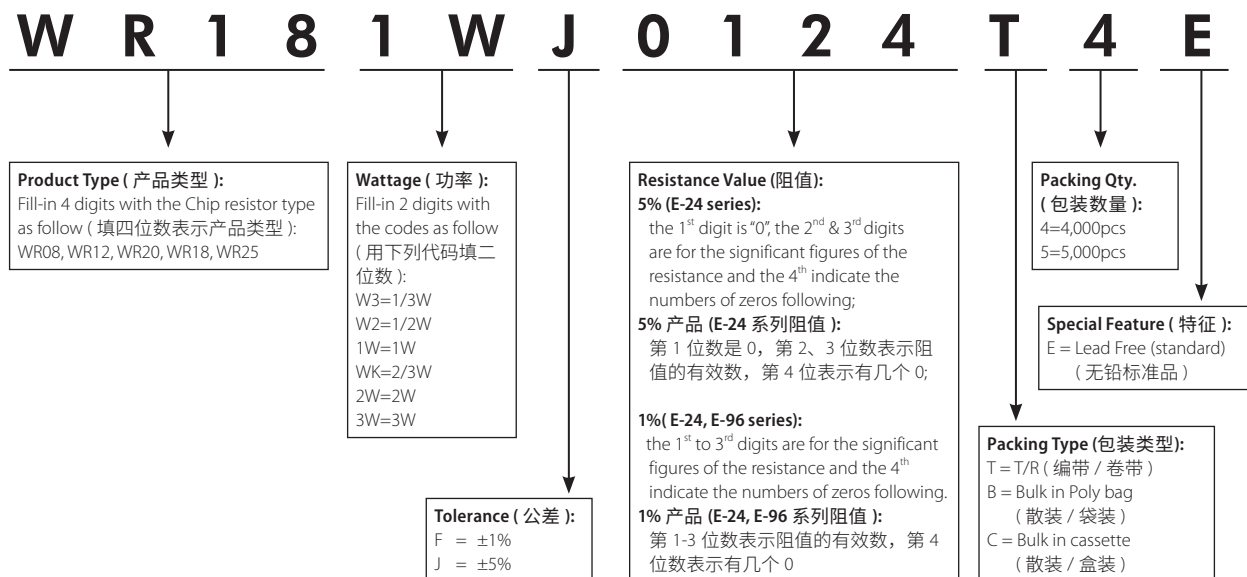 WR18 1W J 0124 T 4 E
Product Type ( 产品类型 ):
Fill-in 4 digits with the Chip resistor type
as follow ( 填四位数表示产品类型 ):
WR08, WR12, WR20, WR18, WR25
Wattage ( 功率 ):
Fill-in 2 digits with
the codes as follow
( 用下列代码填二
位数 ):
W3=1/3W
W2=1/2W
1W=1W
WK=2/3W
2W=2W
3W=3W
Tolerance ( 公差 ):
F = ±1%
J = ±5%
Resistance Value (阻值):
5% (E-24 series):
the 1st digit is “0”, the 2nd & 3rd digits
are for the significant figures of the
resistance and the 4th indicate the
numbers of zeros following;
5% 产品 (E-24 系列阻值 ):
第 1 位数是 0，第 2、3 位数表示阻
值的有效数，第 4 位表示有几个 0;
1%( E-24, E-96 series):
the 1st to 3rd digits are for the significant
figures of the resistance and the 4th
indicate the numbers of zeros following.
1% 产品 (E-24, E-96 系列阻值 ):
第 1-3 位数表示阻值的有效数，第 4
位数表示有几个 0
Packing Qty.
( 包装数量 ):
4=4,000pcs
5=5,000pcs
Special Feature ( 特征 ):
E = Lead Free (standard)
( 无铅标准品 )
Packing Type (包装类型):
T = T/R ( 编带 / 卷带 )
B = Bulk in Poly bag
( 散装 / 袋装 )
C = Bulk in cassette
( 散装 / 盒装 )